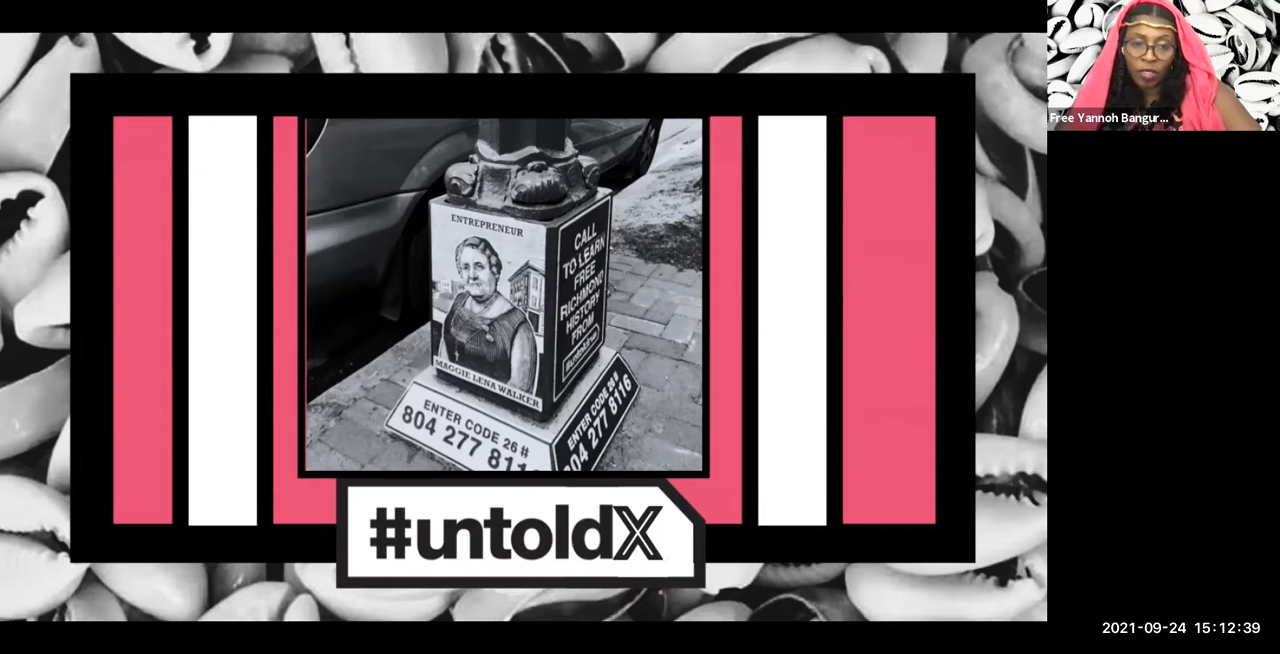 Free Yannoh Bangur...
ENTREPRENEUR
MAGGIE LENA WALKER
CALL
TO LEARN
FREE
RICHMOND
HISTORY
FROM
ENTER CODE 26 #
804 277 811
ENTER CODE 26 #
804 277 8116
#untoldX
2021-09-24 15:12:39